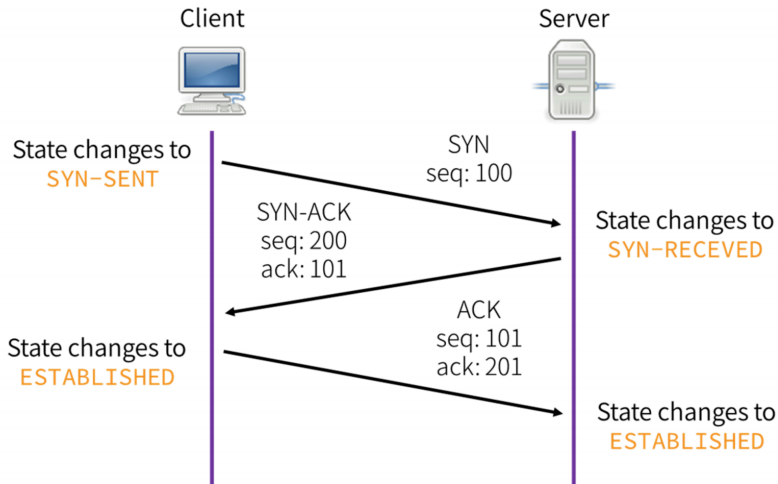 Client
Server
State changes to
SYN-SENT
SYN
seq: 100
SYN-ACK
seq: 200
ack: 101
State changes to
SYN-RECEVED
ACK
seq: 101
ack: 201
State changes to
ESTABLISHED
State changes to
ESTABLISHED